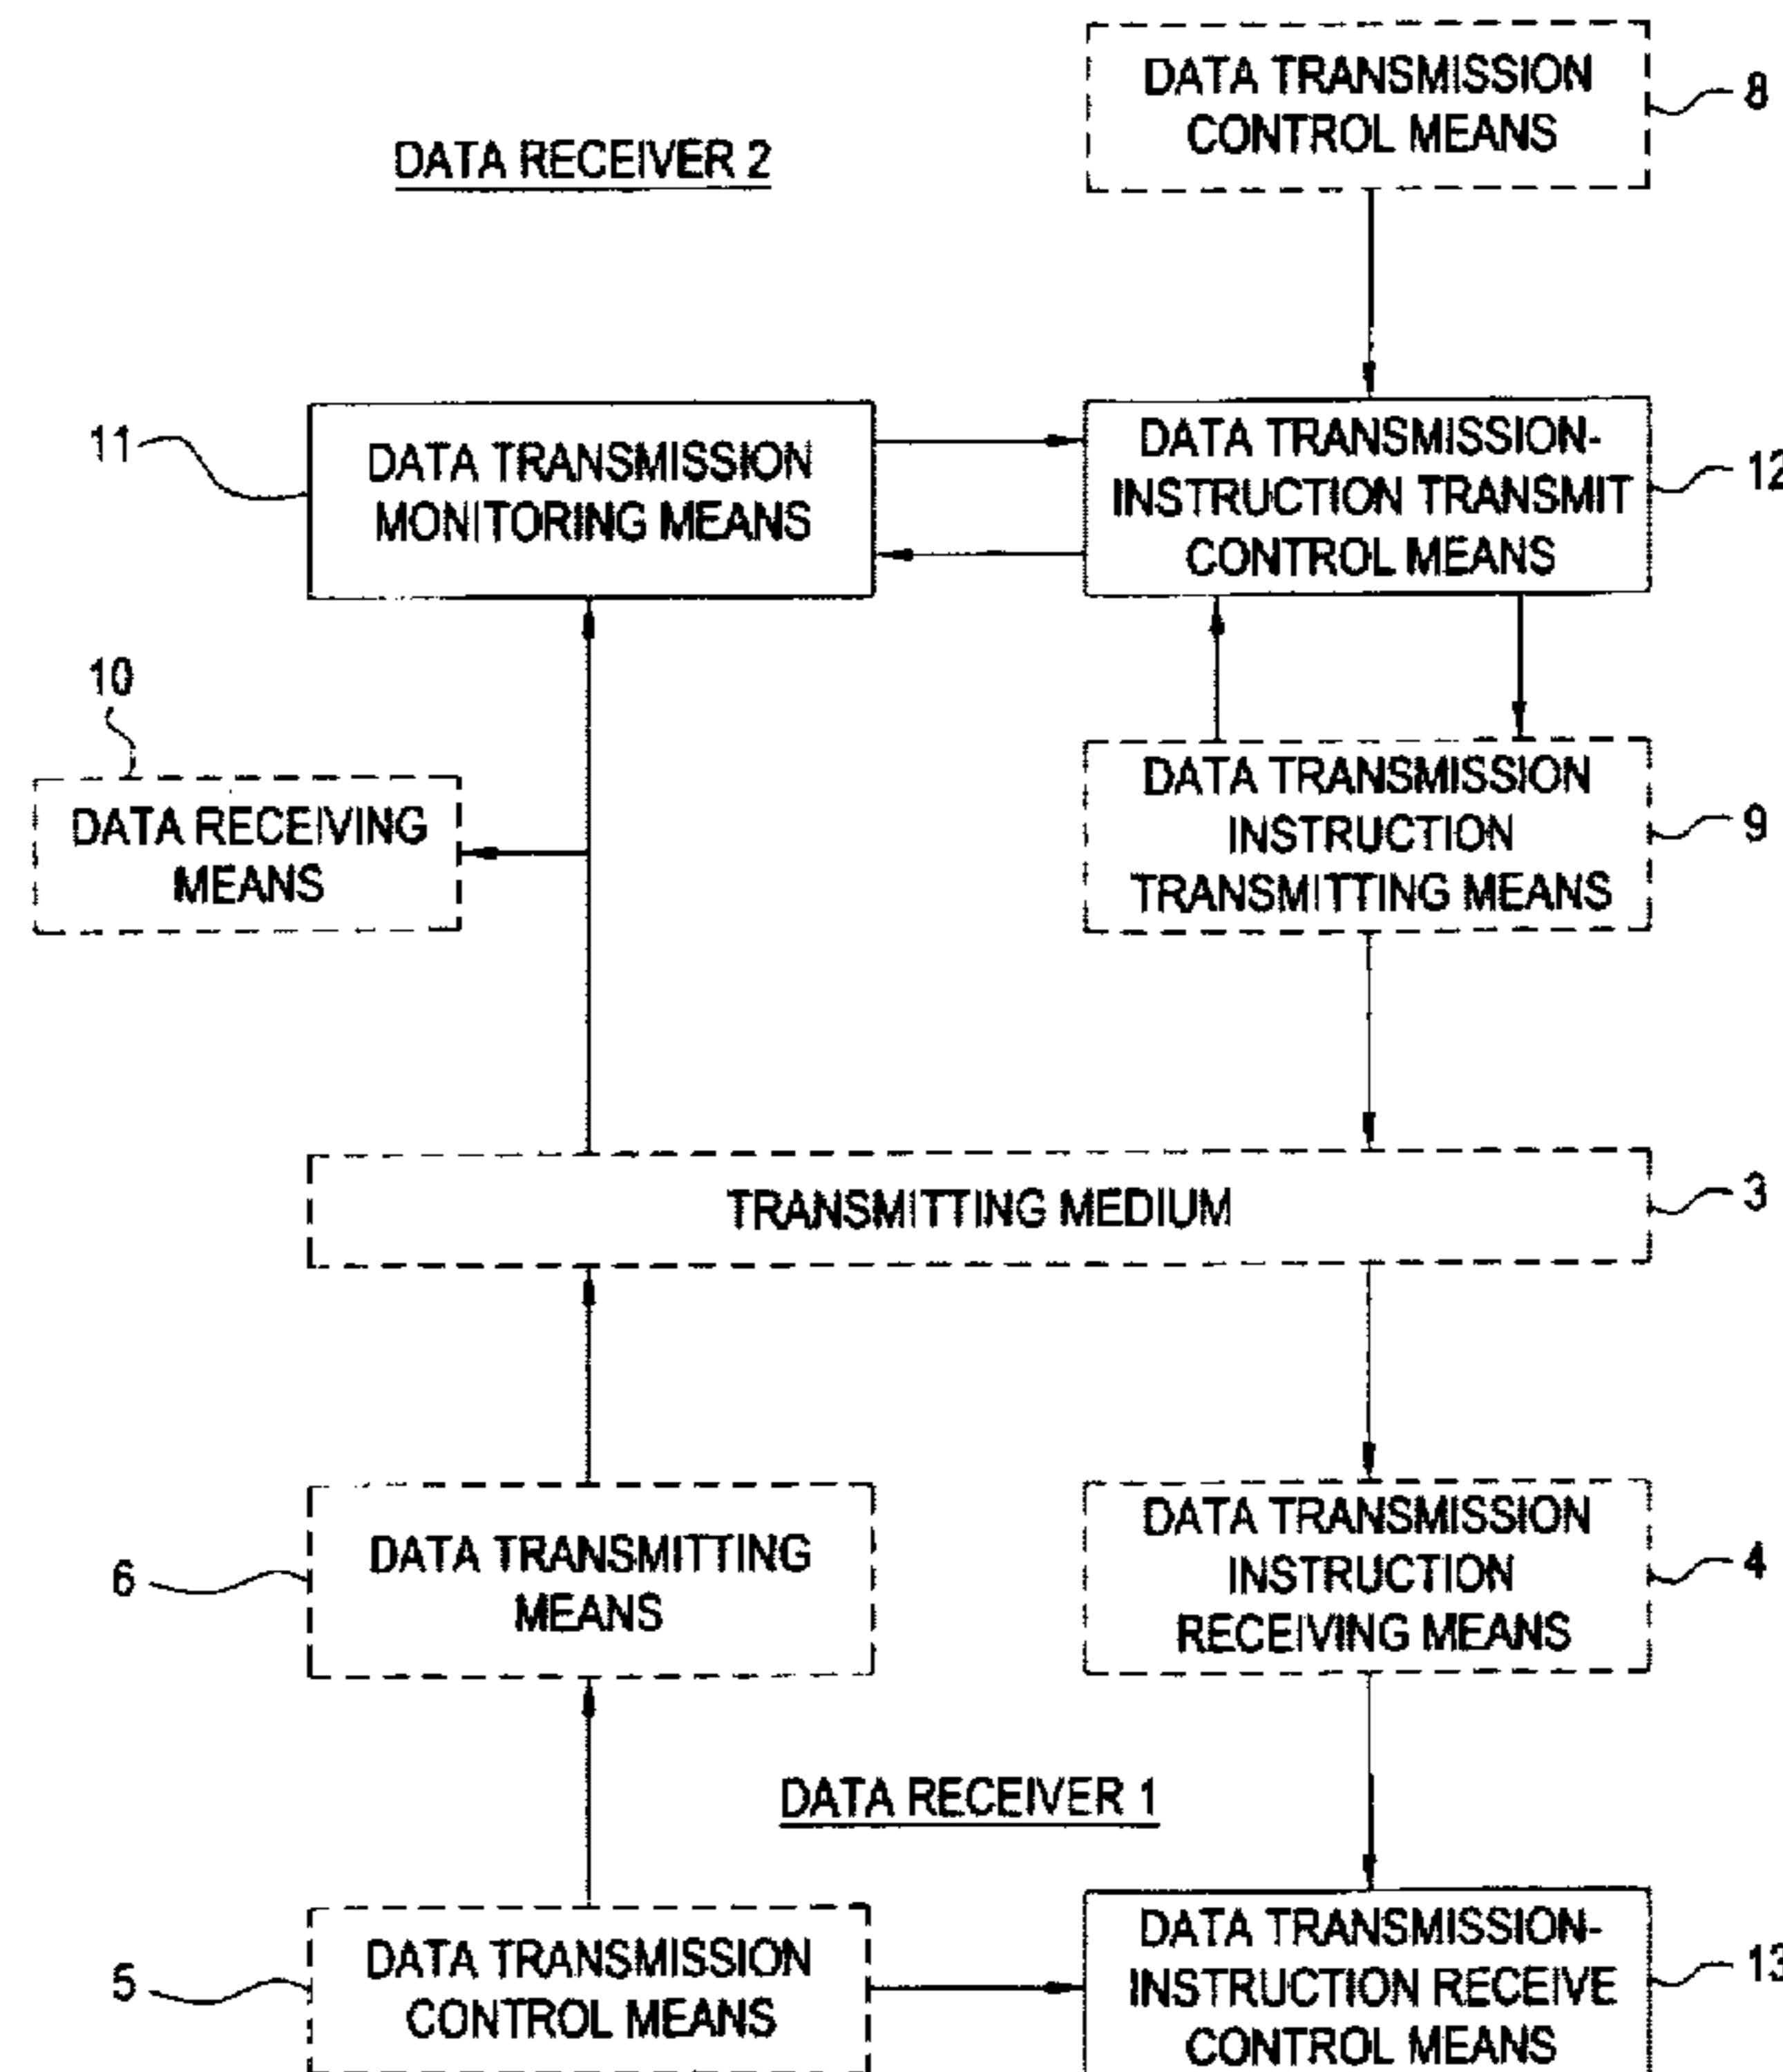 DATA TRANSMISSION
CONTROL MEANS
8
DATA RECEIVER 2
11
DATA TRANSMISSION
MONITORING MEANS
DATA TRANSMISSION-
INSTRUCTION TRANSMIT
CONTROL MEANS
12
10
DATA RECEIVING
MEANS
DATA TRANSMISSION
INSTRUCTION
TRANSMITTING MEANS
9
TRANSMITTING MEDIUM
3
6
DATA TRANSMITTING
MEANS
DATA TRANSMISSION
INSTRUCTION
RECEIVING MEANS
4
DATA RECEIVER 1
5
DATA TRANSMISSION
CONTROL MEANS
DATA TRANSMISSION-
INSTRUCTION RECEIVE
CONTROL MEANS
13